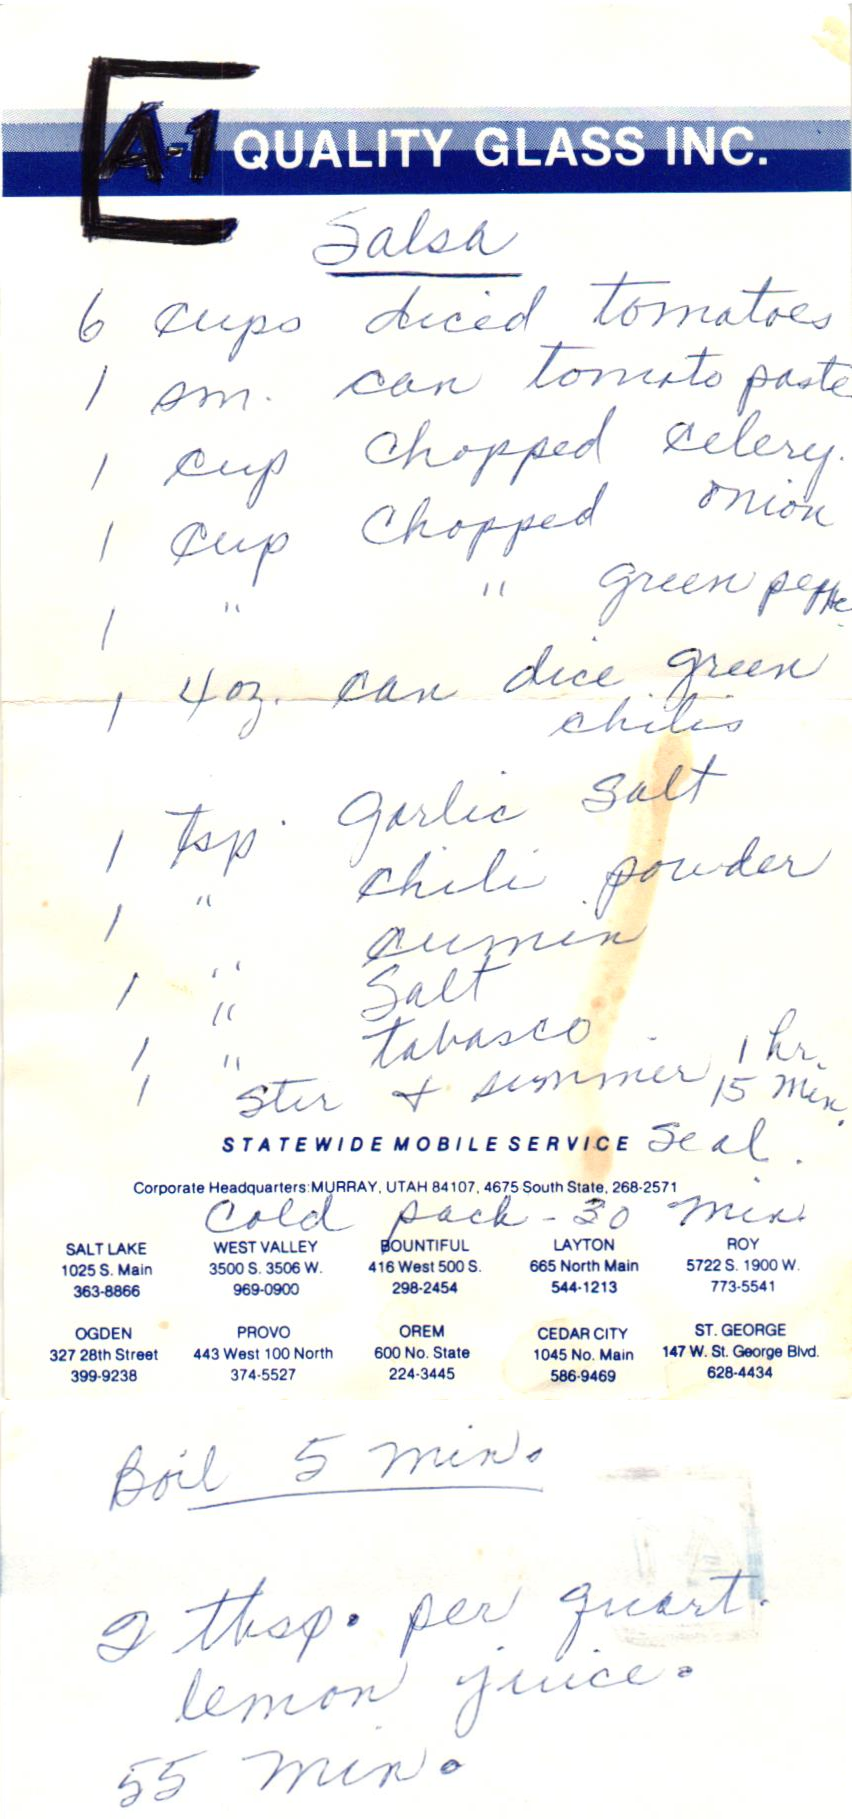 A-1 QUALITY GLASS INC.
Salsa
6 cups diced tomatoes
1 sm. can tomato paste
1 cup chopped celery.
1 cup chopped onion
1 " " green peppe
1 4 oz. can dice green
chilis
1 tsp. garlic salt
1 " chili powder
1 " cumin
1 " salt
1 " tabasco
Stir & simmer 1 hr.
15 min.
STATEWIDE MOBILE SERVICE seal.
Corporate Headquarters: MURRAY, UTAH 84107, 4675 South State, 268-2571
Cold pack - 30 min.
SALT LAKE WEST VALLEY BOUNTIFUL LAYTON ROY
1025 S. Main 3500 S. 3506 W. 416 West 500 S. 665 North Main 5722 S. 1900 W.
363-8866 969-0900 298-2454 544-1213 773-5541
OGDEN PROVO OREM CEDAR CITY ST. GEORGE
327 28th Street 443 West 100 North 600 No. State 1045 No. Main 147 W. St. George Blvd.
399-9238 374-5527 224-3445 586-9469 628-4434
Boil 5 min.
2 tbsp. per quart.
lemon juice.
55 min.